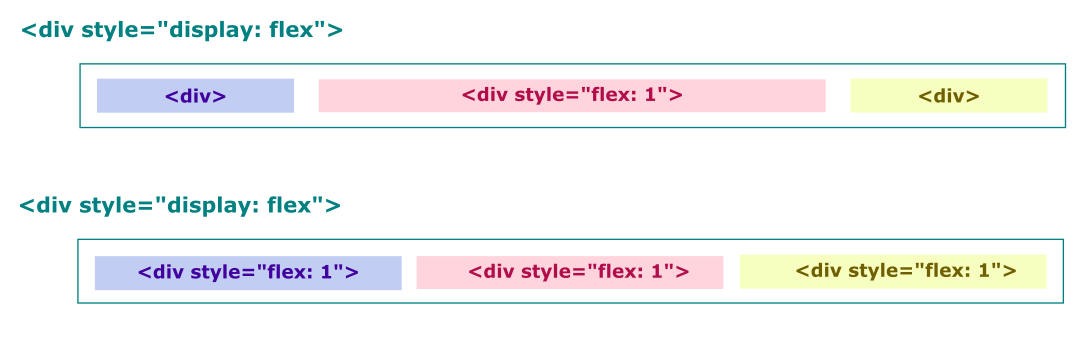 <div style="display: flex">
<div> <div style="flex: 1"> <div>
<div style="display: flex">
<div style="flex: 1"> <div style="flex: 1"> <div style="flex: 1">